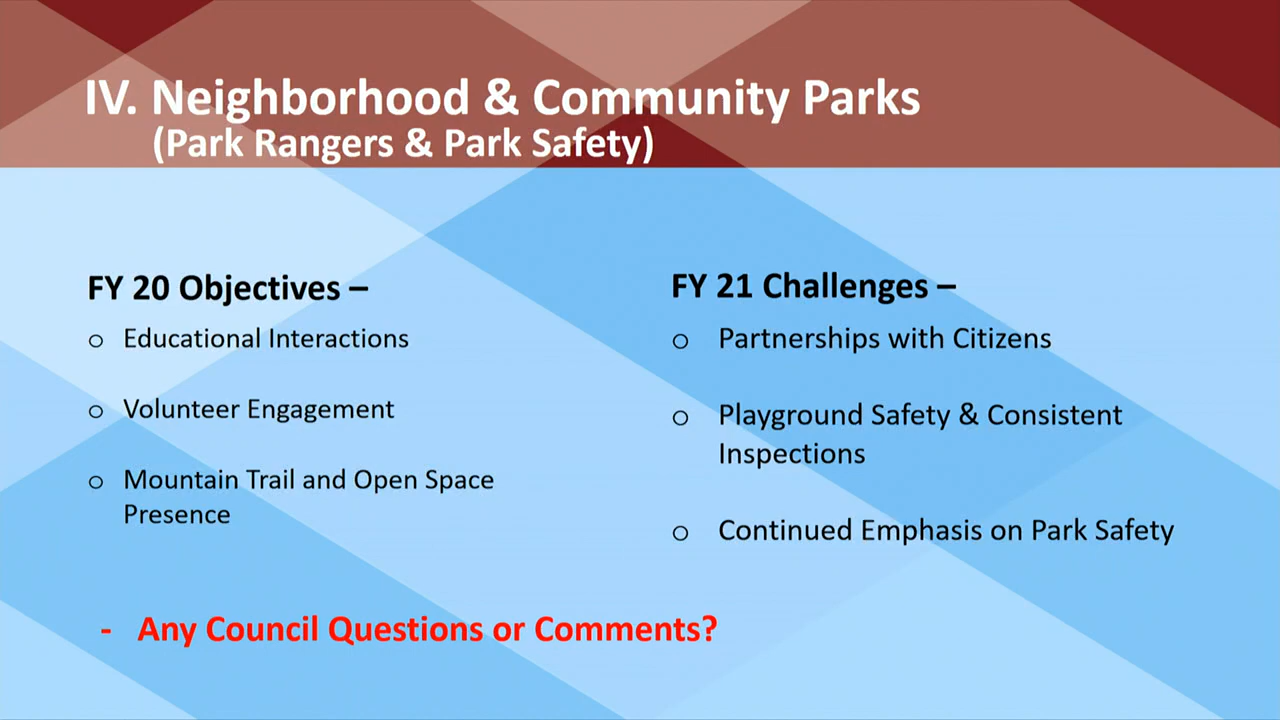 IV. Neighborhood & Community Parks
(Park Rangers & Park Safety)
FY 20 Objectives –
o Educational Interactions
o Volunteer Engagement
o Mountain Trail and Open Space
Presence
FY 21 Challenges –
o Partnerships with Citizens
o Playground Safety & Consistent
Inspections
o Continued Emphasis on Park Safety
- Any Council Questions or Comments?